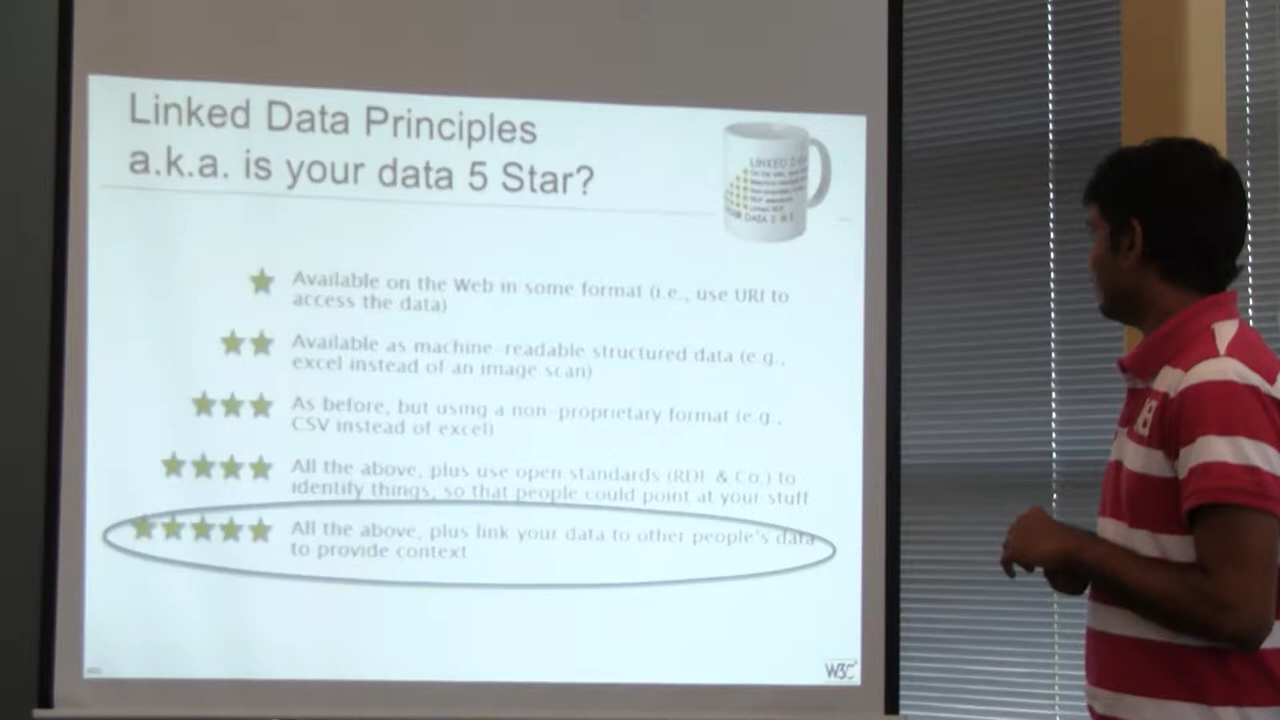 Linked Data Principles
a.k.a. is your data 5 Star?
LINKED DA
Available on the Web in some format (i.e., use URI to
access the data)
Available as machine-readable structured data (e.g.,
excel instead of an image scan)
As before, but using a non-proprietary format (e.g.,
CSV instead of excel)
All the above, plus use open standards (RDF & Co.) to
identify things, so that people could point at your stuff
All the above, plus link your data to other people's data
to provide context
W3C